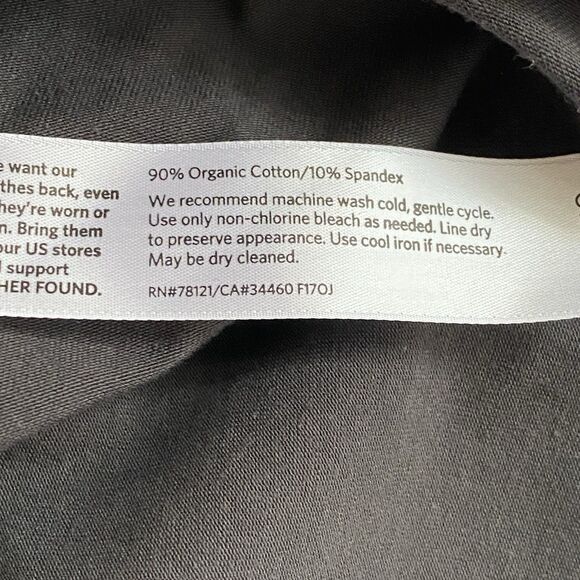 want our
thes back, even
hey're worn or
n. Bring them
our US stores
support
HER FOUND.
90% Organic Cotton/10% Spandex
We recommend machine wash cold, gentle cycle.
Use only non-chlorine bleach as needed. Line dry
to preserve appearance. Use cool iron if necessary.
May be dry cleaned.
RN#78121/CA#34460 F17OJ